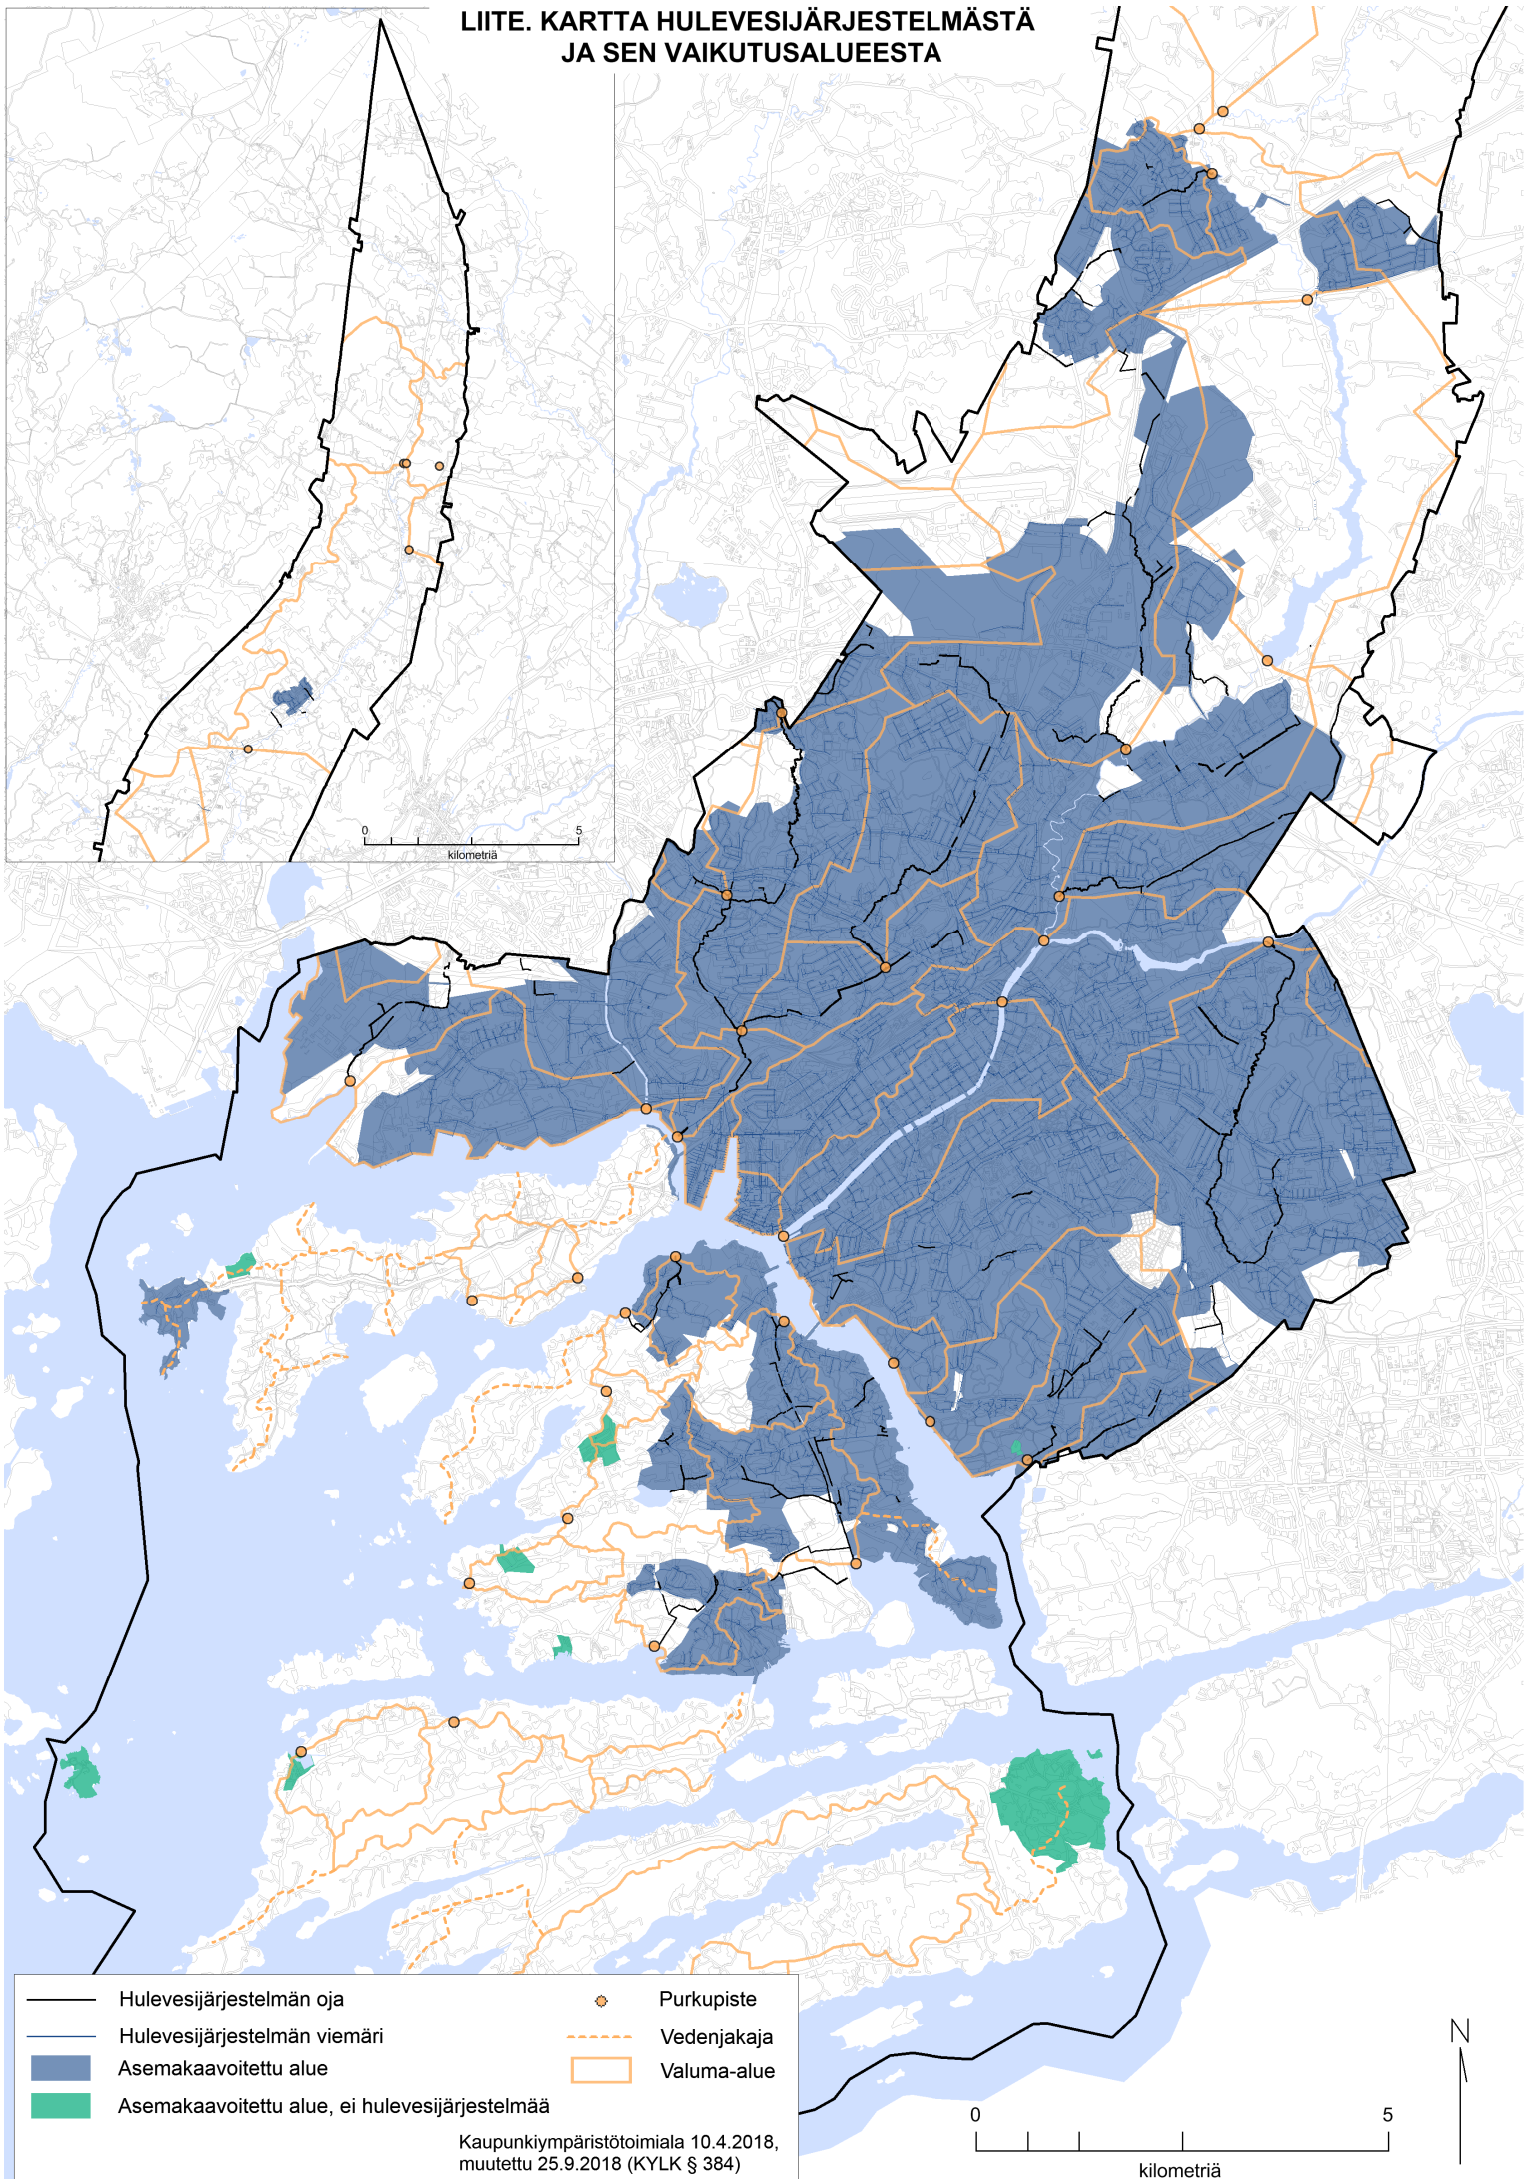 LIITE. KARTTA HULEVESIJÄRJESTELMÄSTÄ
JA SEN VAIKUTUSALUEESTA
0 5
kilometriä
Hulevesijärjestelmän oja
Hulevesijärjestelmän viemäri
Asemakaavoitettu alue
Asemakaavoitettu alue, ei hulevesijärjestelmää
Purkupiste
Vedenjakaja
Valuma-alue
Kaupunkiympäristötoimiala 10.4.2018,
muutettu 25.9.2018 (KYLK § 384)
N
0 5
kilometriä